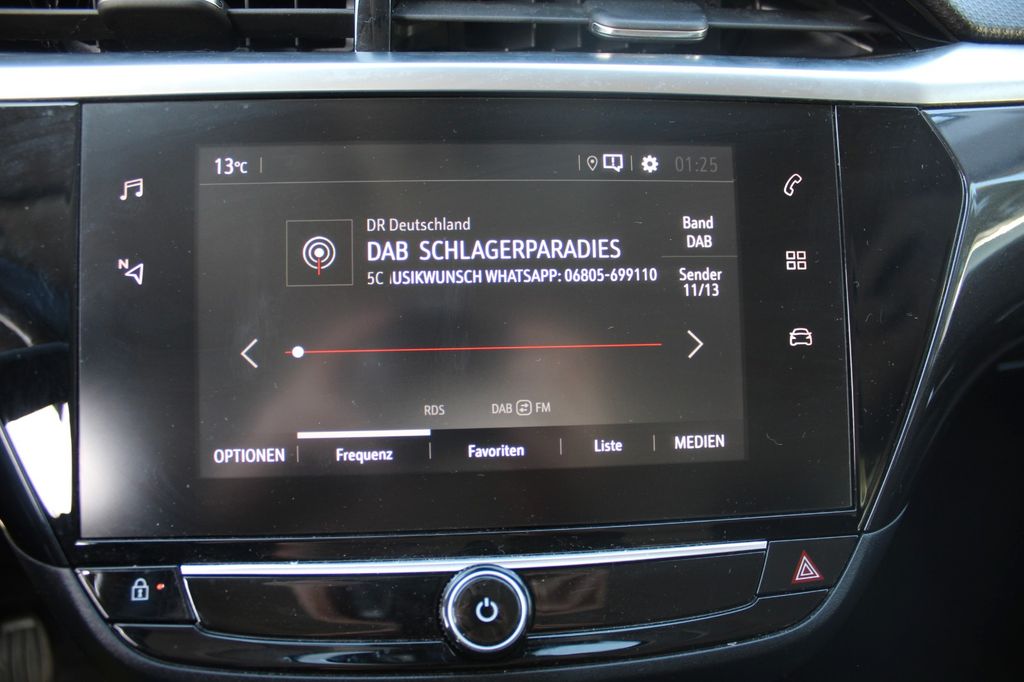 13°C
01:25
N
DR Deutschland
DAB SCHLAGERPARADIES
5C USIKWUNSCH WHATSAPP: 06805-699110
Band
DAB
Sender
11/13
RDS
DAB FM
OPTIONEN
Frequenz
Favoriten
Liste
MEDIEN